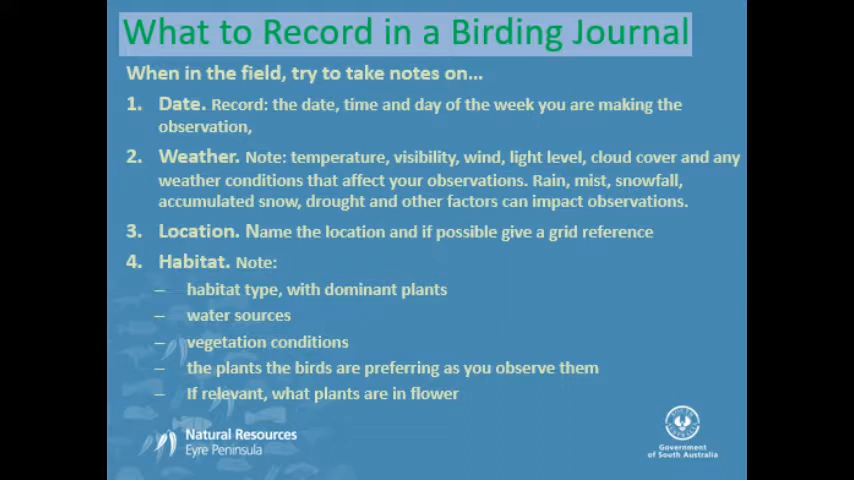 What to Record in a Birding Journal
When in the field, try to take notes on...
1. Date. Record: the date, time and day of the week you are making the
observation,
2. Weather. Note: temperature, visibility, wind, light level, cloud cover and any
weather conditions that affect your observations. Rain, mist, snowfall,
accumulated snow, drought and other factors can impact observations.
3. Location. Name the location and if possible give a grid reference
4. Habitat. Note:
– habitat type, with dominant plants
– water sources
– vegetation conditions
– the plants the birds are preferring as you observe them
– If relevant, what plants are in flower
Natural Resources
Eyre Peninsula
SOUTH AUSTRALIA
Government
of South Australia